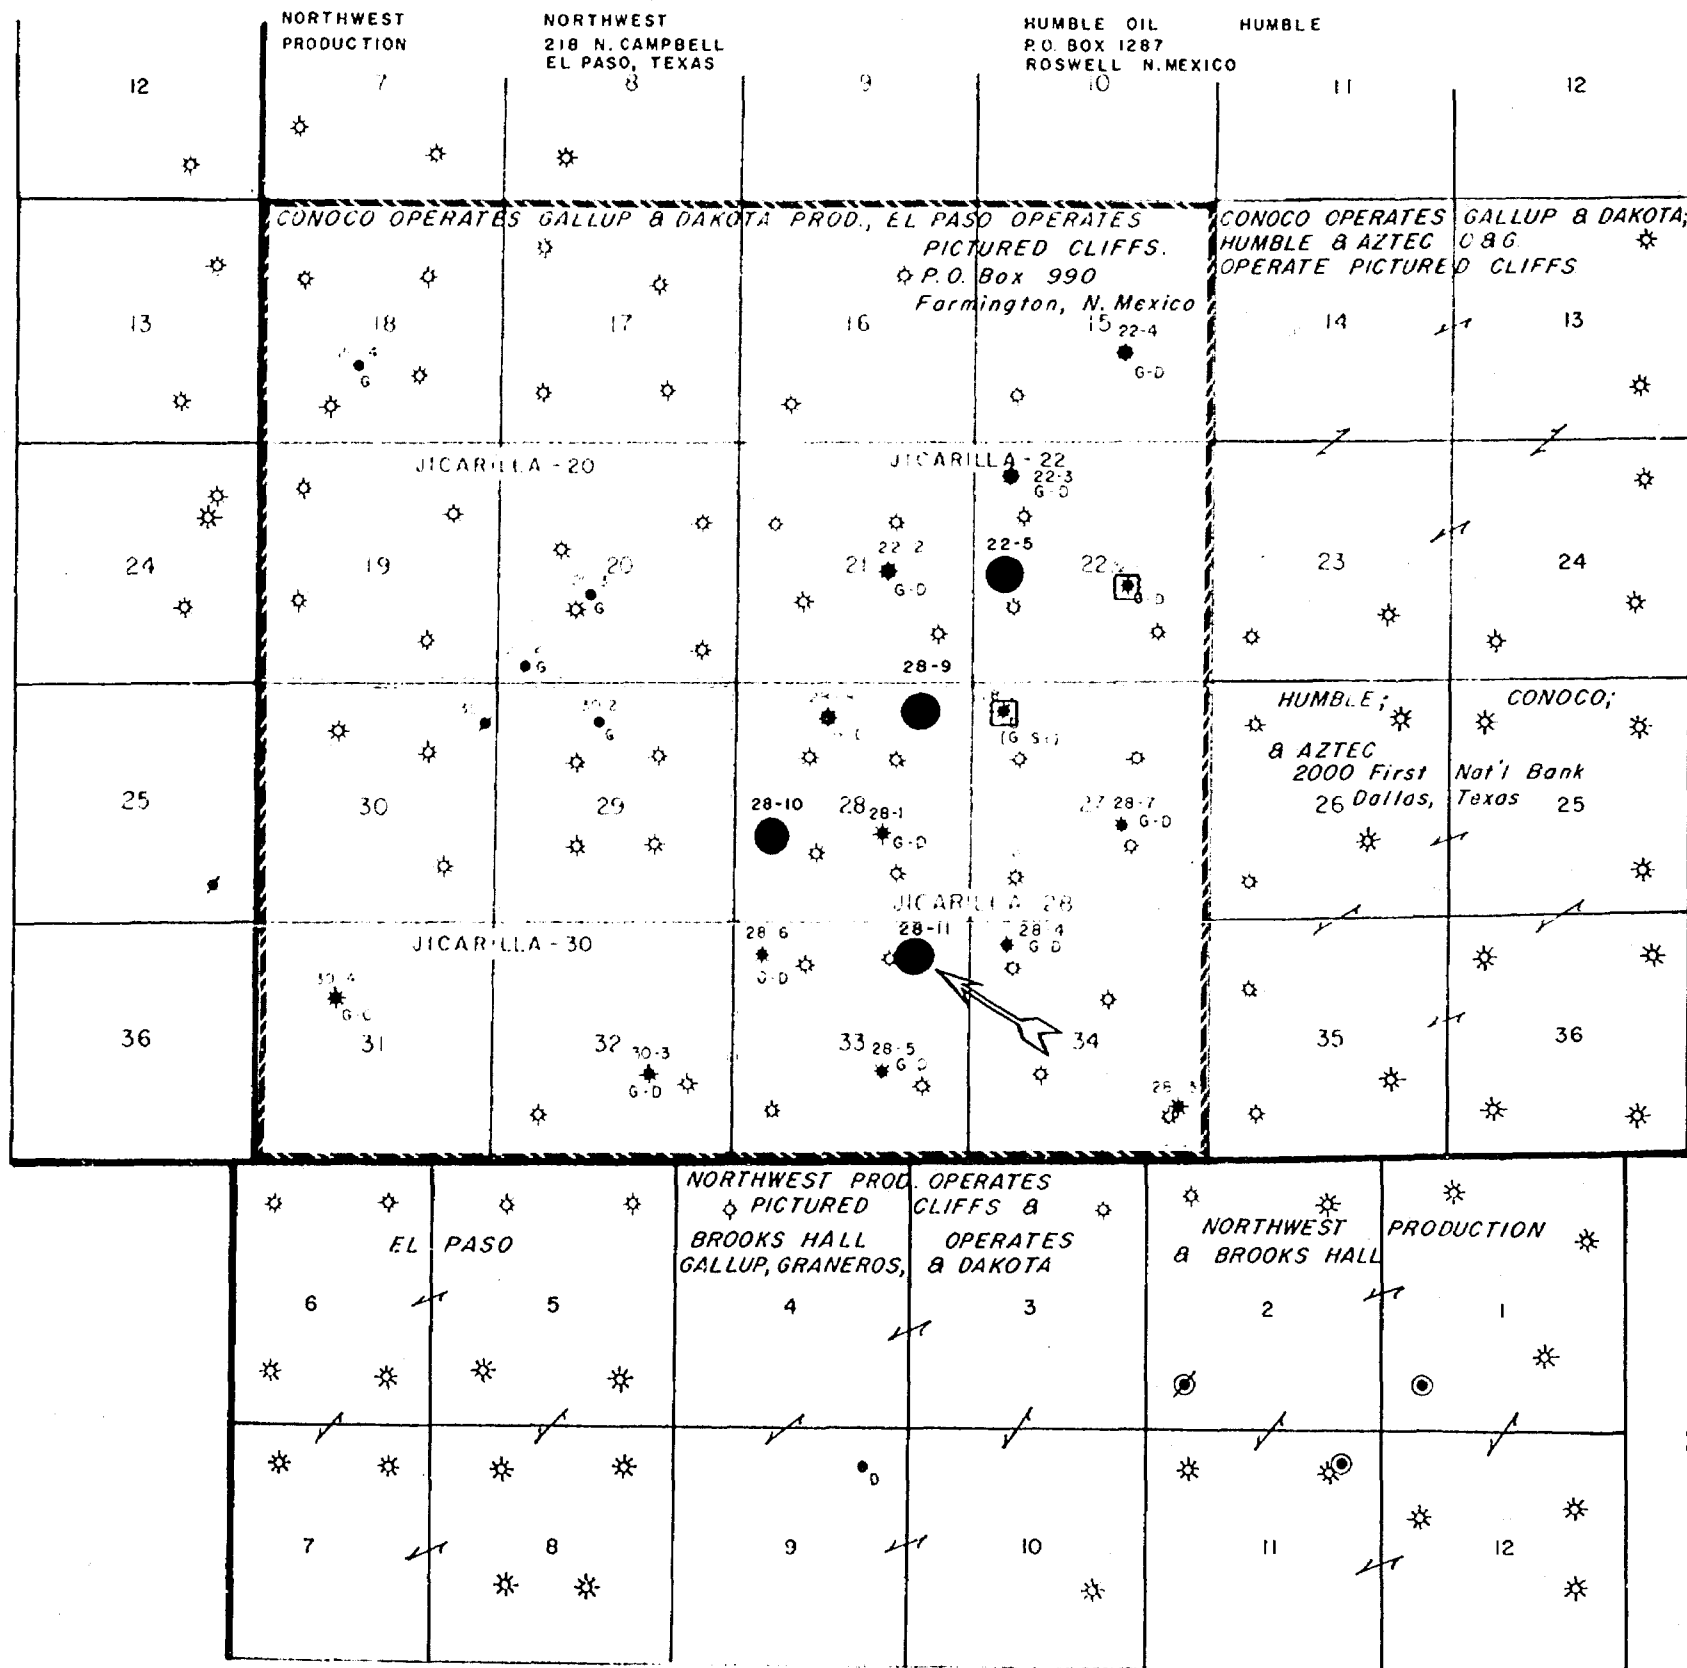 NORTHWEST
PRODUCTION
NORTHWEST
218 N. CAMPBELL
EL PASO, TEXAS
HUMBLE OIL
P.O. BOX 1287
ROSWELL N.MEXICO
HUMBLE
12 7 8 9 10 11 12
CONOCO OPERATES GALLUP & DAKOTA PROD., EL PASO OPERATES
PICTURED CLIFFS.
P.O. Box 990
Farmington, N. Mexico
CONOCO OPERATES GALLUP & DAKOTA;
HUMBLE & AZTEC O & G
OPERATE PICTURED CLIFFS
13 18 17 16 15 14 13
22-4
G-D
G
JICARILLA - 20
JICARILLA - 22
22-3
G-D
22 2
G-D
22-5
24 19 20 21 22 23 24
G
G-D
G
28-9
HUMBLE;
CONOCO;
& AZTEC
2000 First Nat'l Bank
Dallas, Texas
30-2
G
25 30 29 28 27 26 25
28-10
28-1
G-D
28-7
G-D
JICARILLA 28
JICARILLA - 30
28-11
28 6
G-D
28-4
G D
30-4
36 31 32 33 34 35 36
30-3
G-D
28-5
G D
NORTHWEST PROD. OPERATES
PICTURED CLIFFS &
BROOKS HALL OPERATES
GALLUP, GRANEROS, & DAKOTA
EL PASO
NORTHWEST PRODUCTION
& BROOKS HALL
6 5 4 3 2 1
D
7 8 9 10 11 12